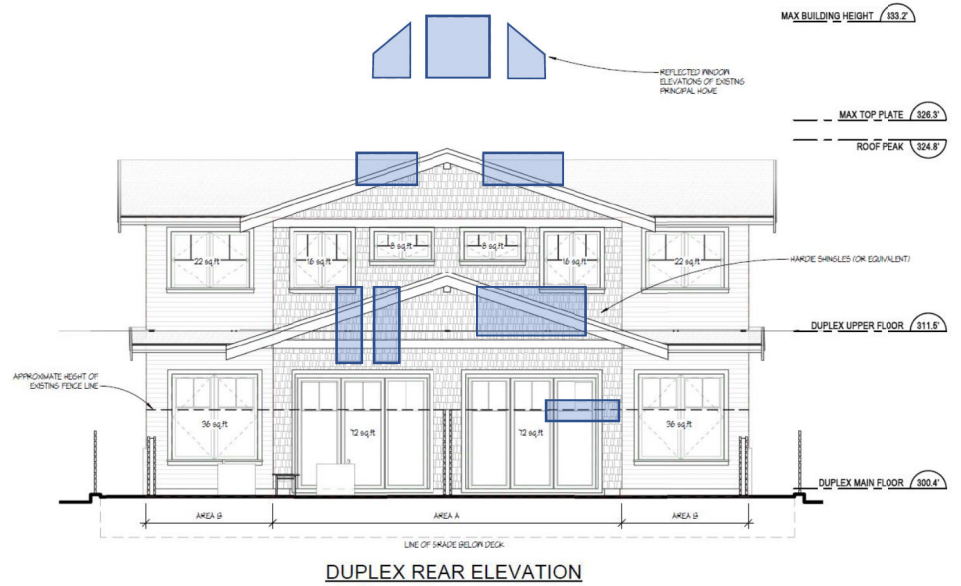 MAX BUILDING HEIGHT 333.2'
REFLECTED WINDOW
ELEVATIONS OF EXISTING
PRINCIPAL HOME
MAX TOP PLATE 326.3'
ROOF PEAK 324.8'
22 sq.ft
16 sq.ft
8 sq.ft
8 sq.ft
16 sq.ft
22 sq.ft
HARDIE SHINGLES (OR EQUIVALENT)
DUPLEX UPPER FLOOR 311.5'
APPROXIMATE HEIGHT OF
EXISTING FENCE LINE
36 sq.ft
72 sq.ft
72 sq.ft
36 sq.ft
DUPLEX MAIN FLOOR 300.4'
AREA B
AREA A
AREA B
LINE OF GRADE BELOW DECK
DUPLEX REAR ELEVATION